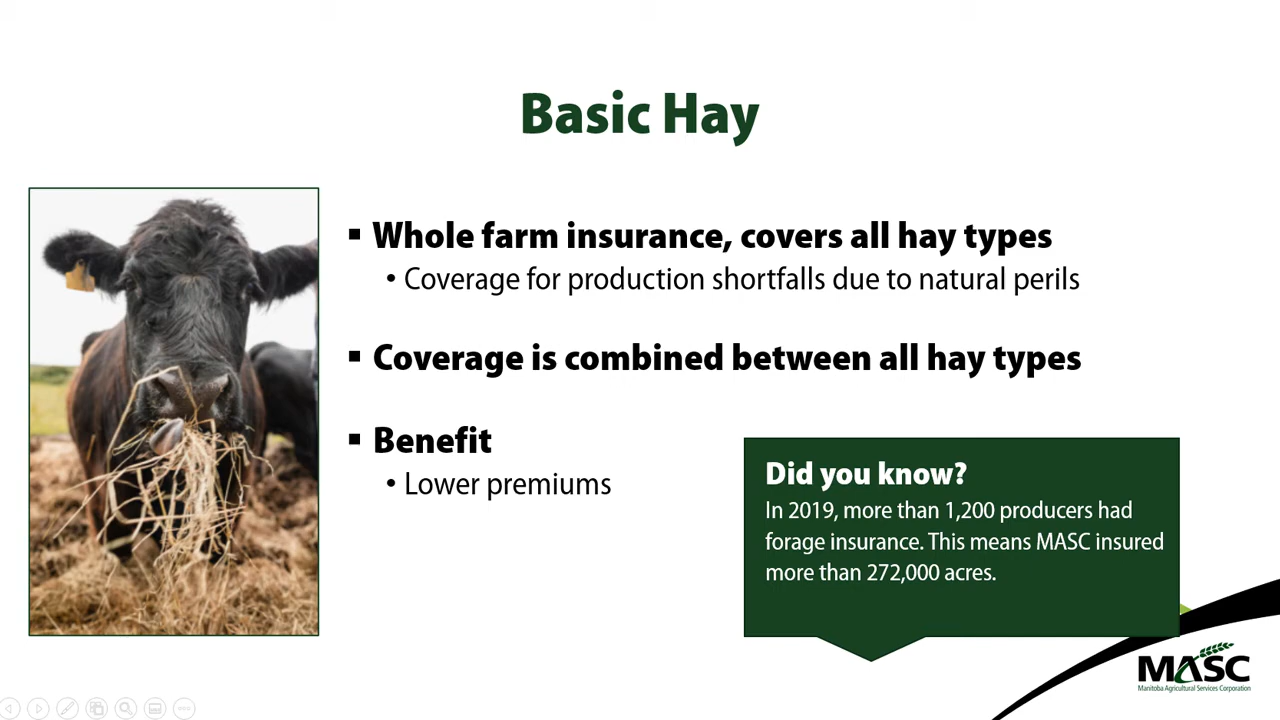 Basic Hay
▪ Whole farm insurance, covers all hay types
• Coverage for production shortfalls due to natural perils
▪ Coverage is combined between all hay types
▪ Benefit
• Lower premiums
Did you know?
In 2019, more than 1,200 producers had
forage insurance. This means MASC insured
more than 272,000 acres.
MASC
Manitoba Agricultural Services Corporation